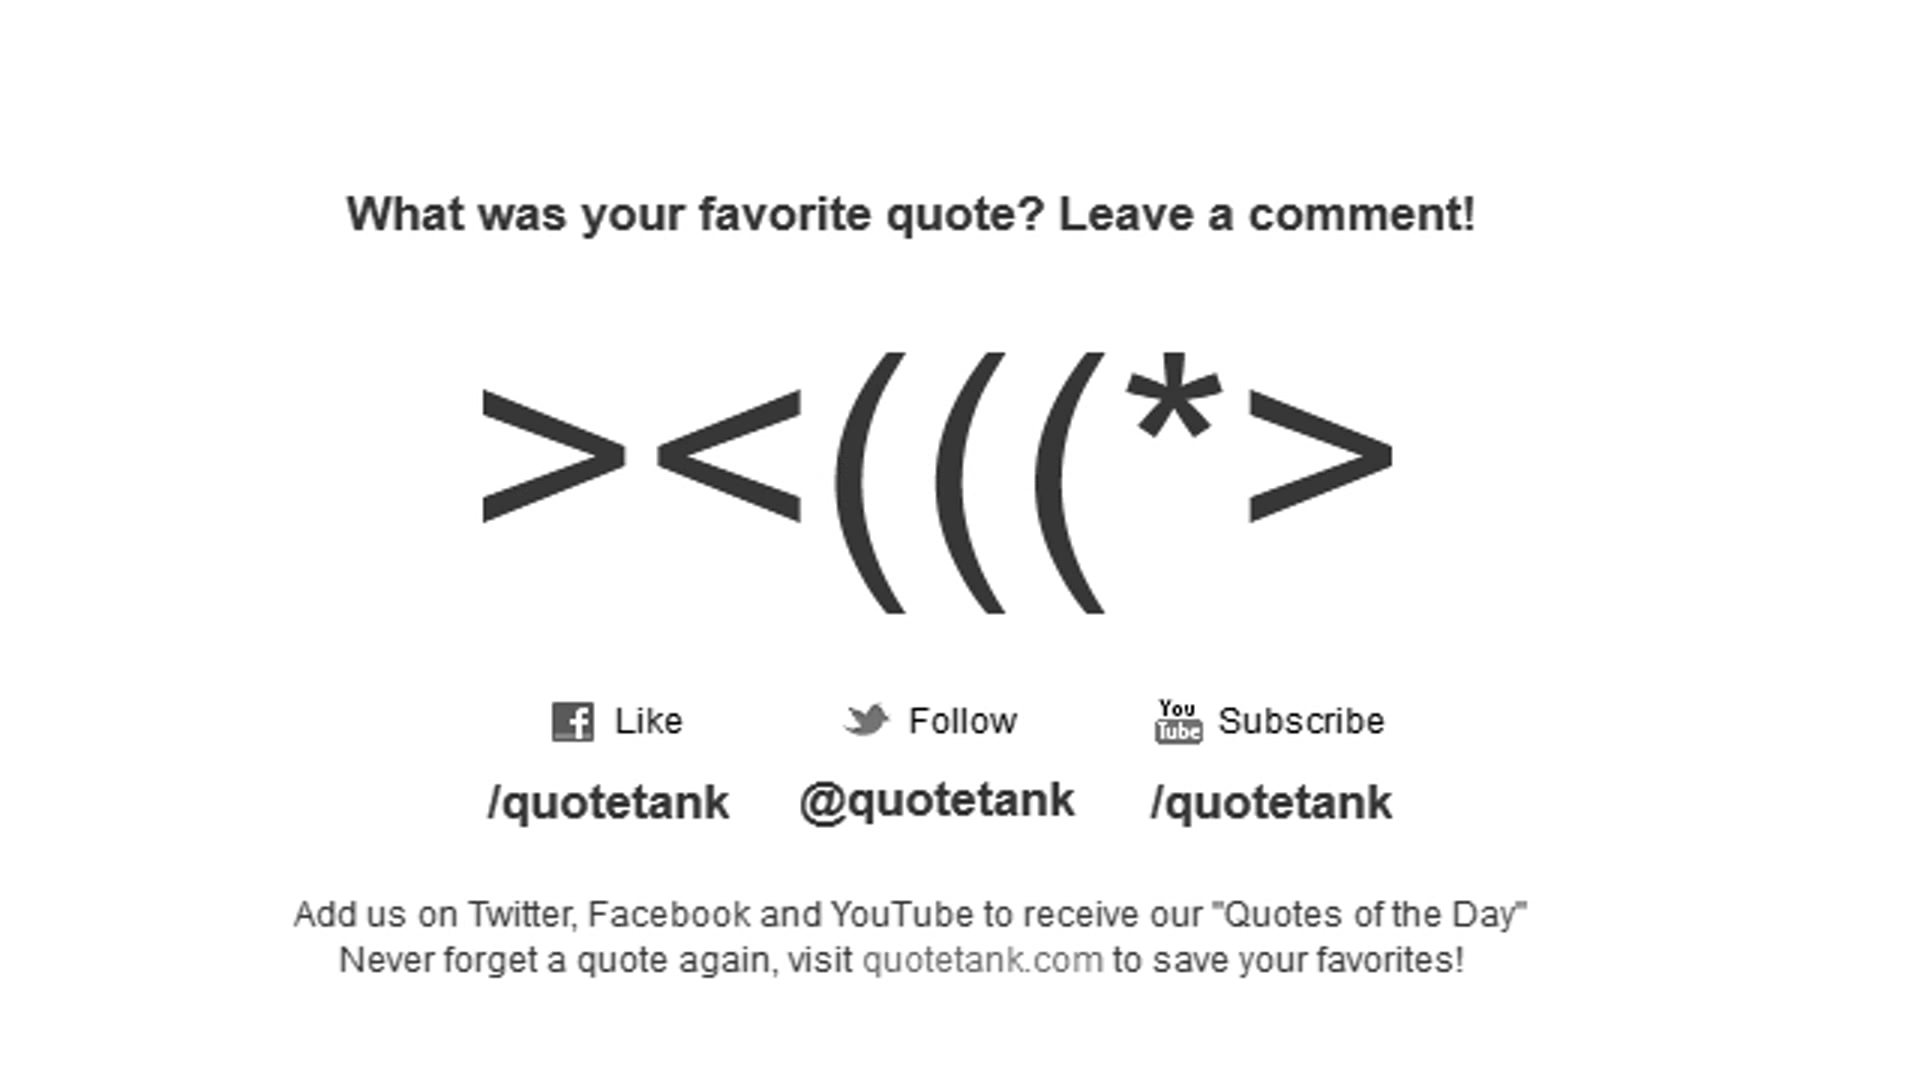 What was your favorite quote? Leave a comment!
><(((*>
f Like
Follow
You Tube Subscribe
/quotetank
@quotetank
/quotetank
Add us on Twitter, Facebook and YouTube to receive our "Quotes of the Day"
Never forget a quote again, visit quotetank.com to save your favorites!